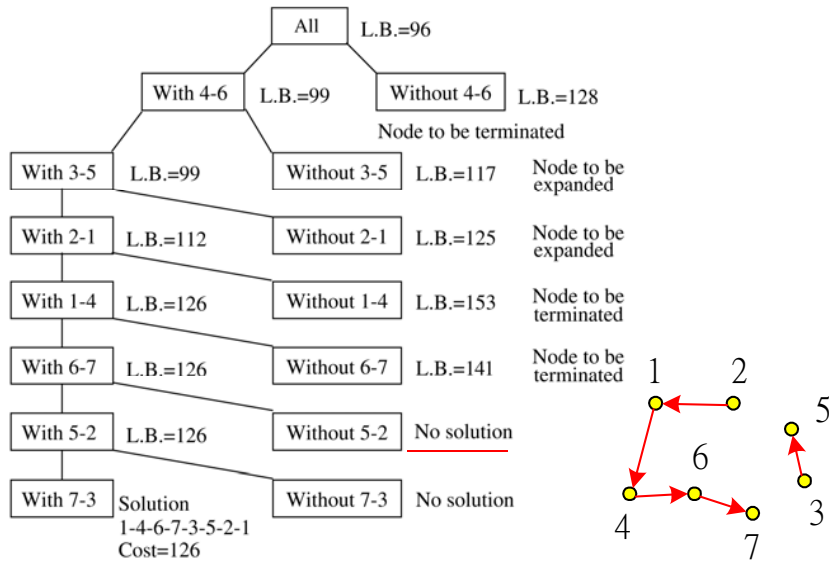 All
L.B.=96
With 4-6
L.B.=99
Without 4-6
L.B.=128
Node to be terminated
With 3-5
L.B.=99
Without 3-5
L.B.=117
Node to be
expanded
With 2-1
L.B.=112
Without 2-1
L.B.=125
Node to be
expanded
With 1-4
L.B.=126
Without 1-4
L.B.=153
Node to be
terminated
With 6-7
L.B.=126
Without 6-7
L.B.=141
Node to be
terminated
With 5-2
L.B.=126
Without 5-2
No solution
With 7-3
Solution
1-4-6-7-3-5-2-1
Cost=126
Without 7-3
No solution
1
2
5
6
4
7
3